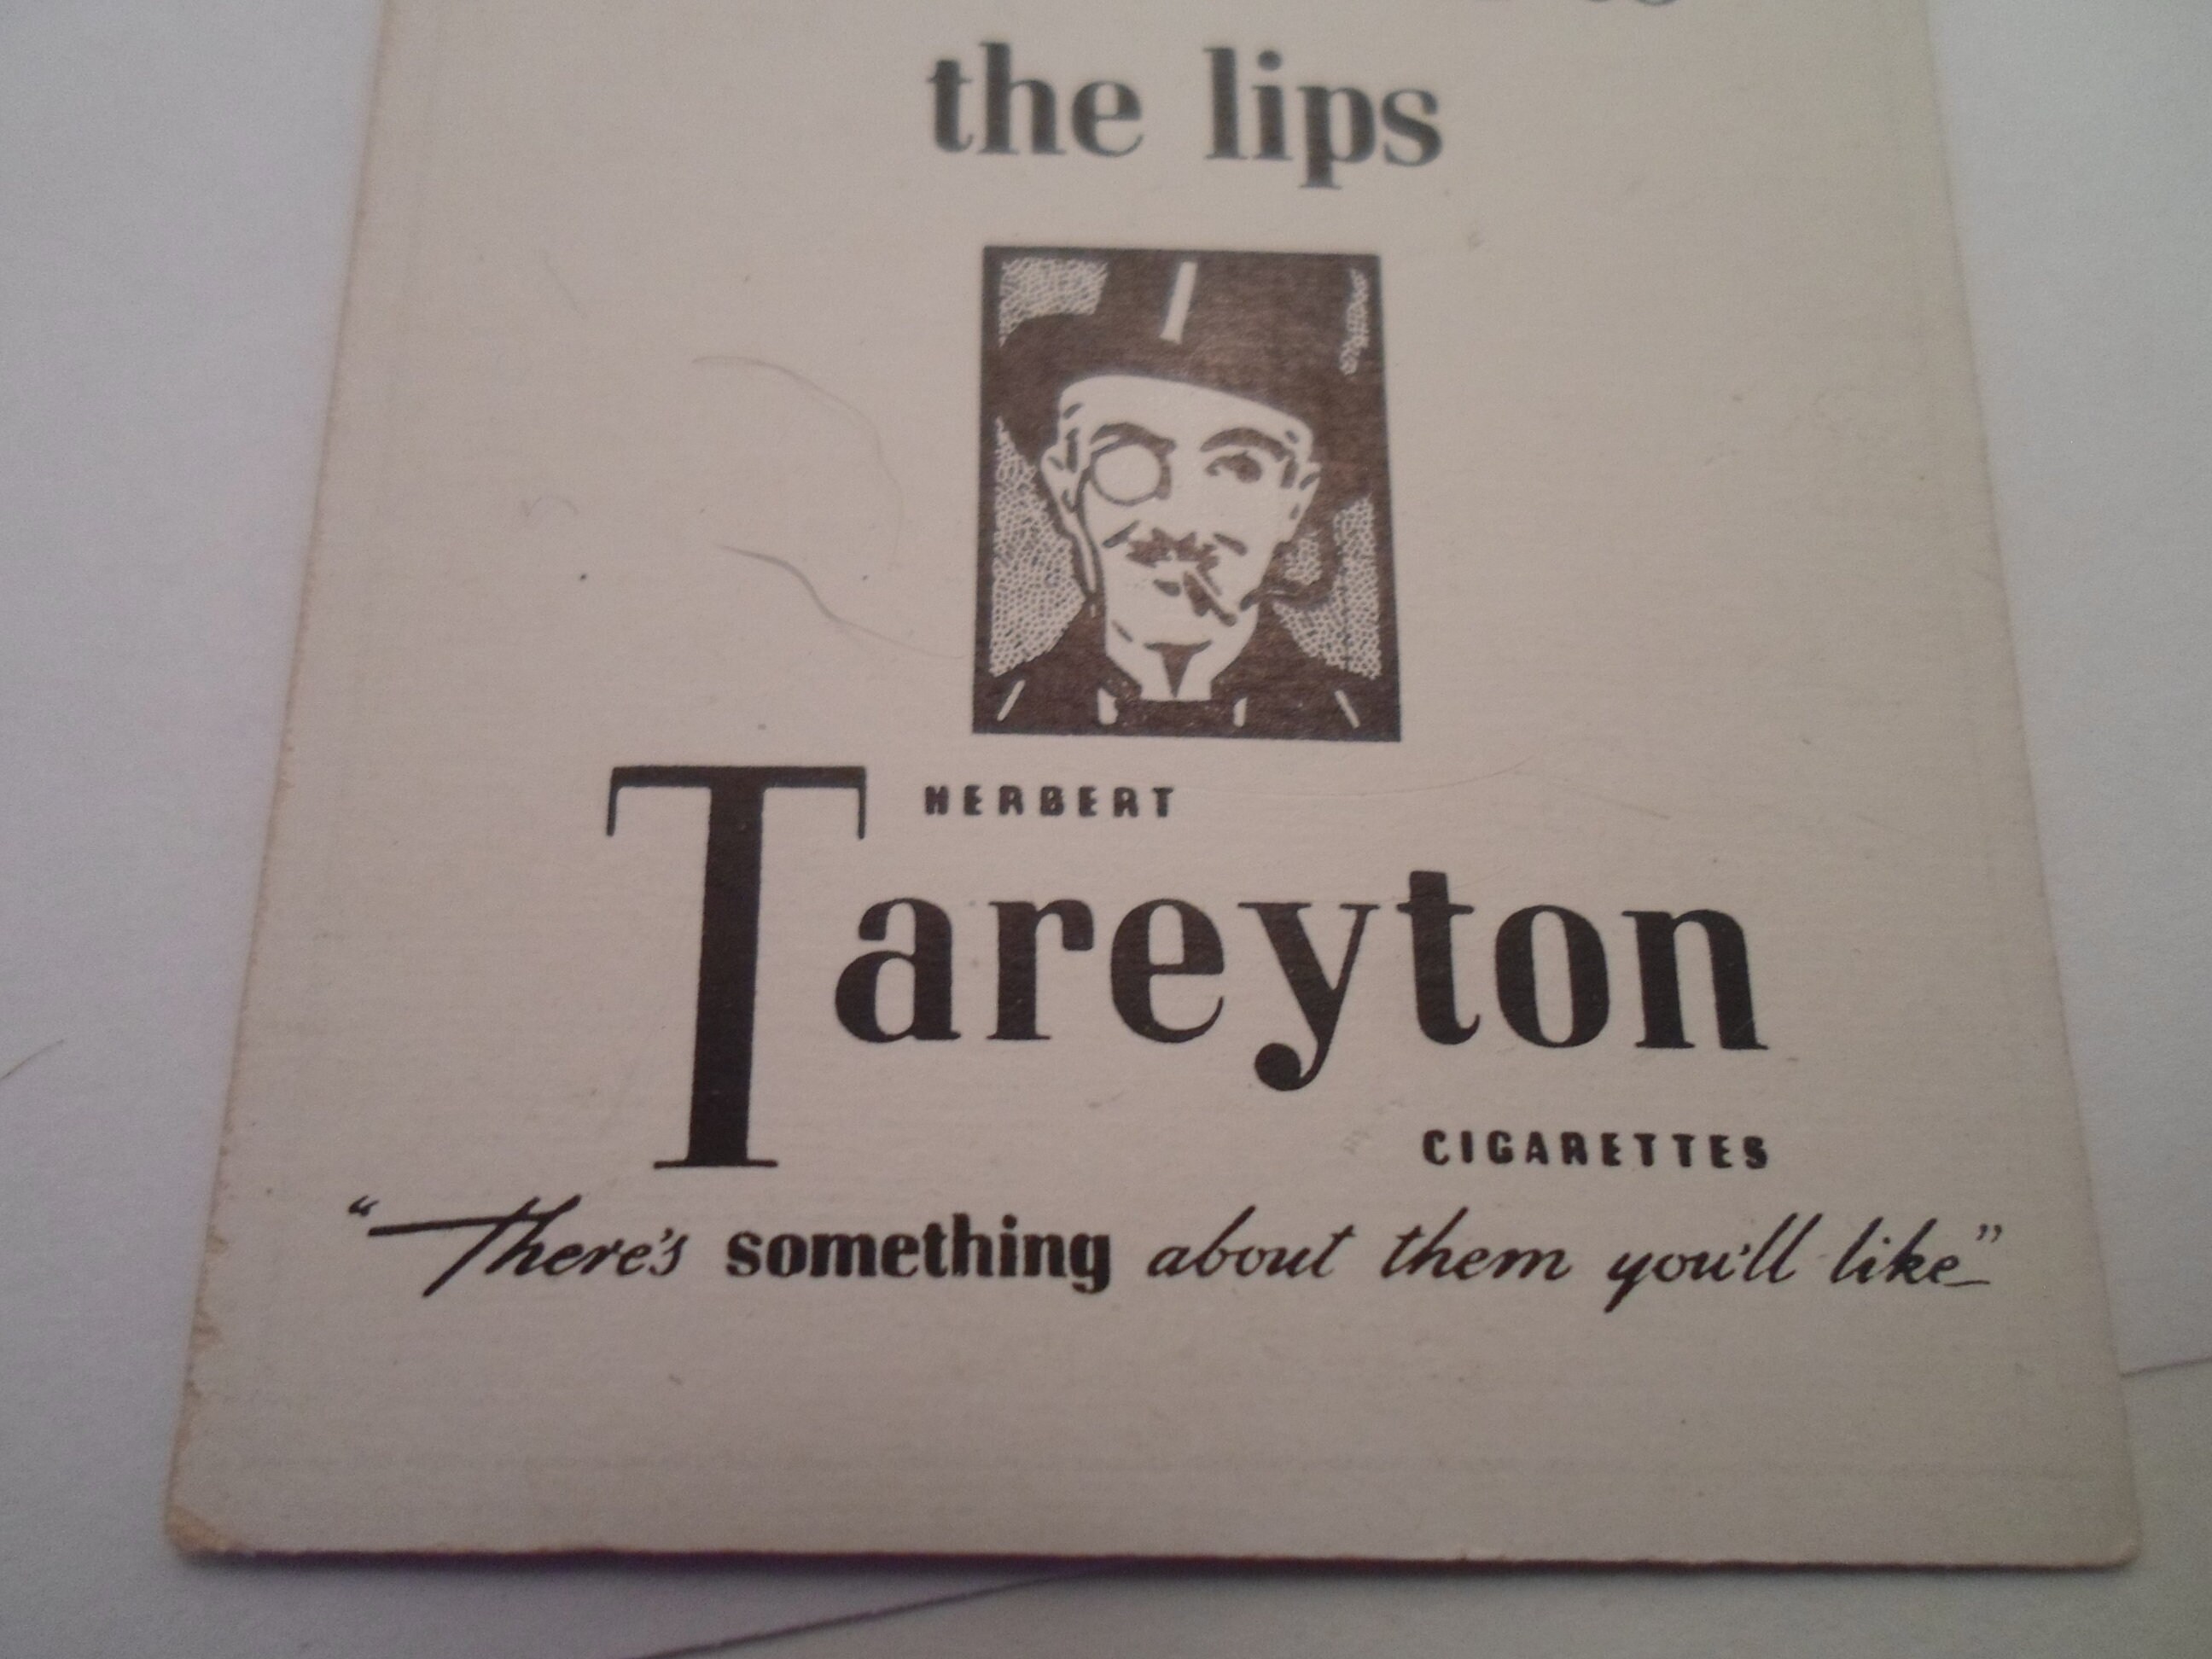 the lips
HERBERT
Tareyton
CIGARETTES
“There's something about them you'll like”